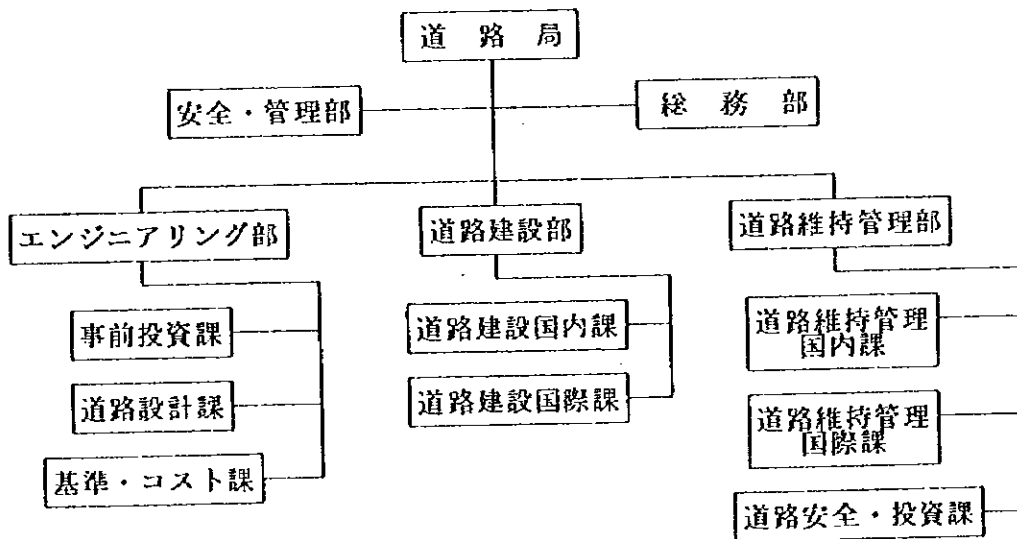 道路局
安全・管理部
総務部
エンジニアリング部
道路建設部
道路維持管理部
事前投資課
道路設計課
基準・コスト課
道路建設国内課
道路建設国際課
道路維持管理
国内課
道路維持管理
国際課
道路安全・投資課